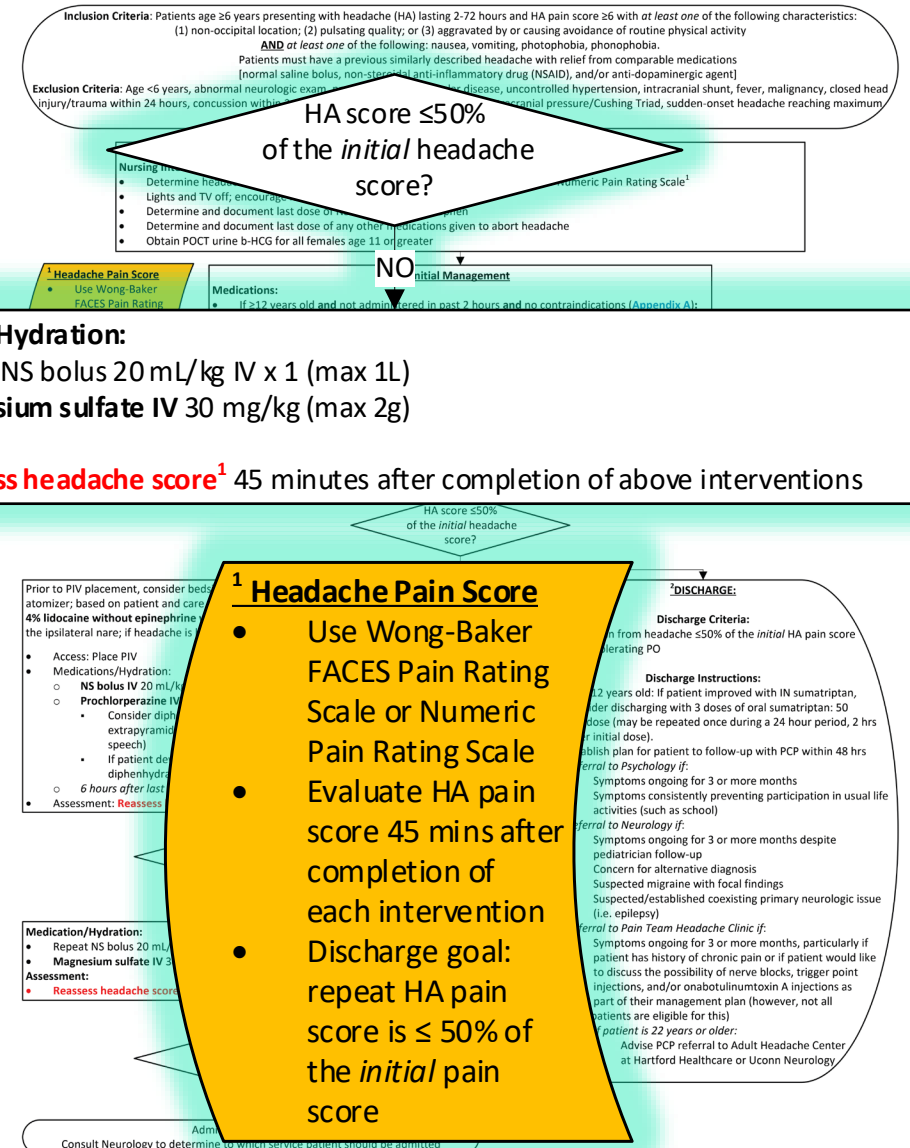 Inclusion Criteria: Patients age ≥6 years presenting with headache (HA) lasting 2-72 hours and HA pain score ≥6 with at least one of the following characteristics:
(1) non-occipital location; (2) pulsating quality; or (3) aggravated by or causing avoidance of routine physical activity
AND at least one of the following: nausea, vomiting, photophobia, phonophobia.
Patients must have a previous similarly described headache with relief from comparable medications
[normal saline bolus, non-steroidal anti-inflammatory drug (NSAID), and/or anti-dopaminergic agent]
Exclusion Criteria: Age <6 years, abnormal neurologic exam, disease, uncontrolled hypertension, intracranial shunt, fever, malignancy, closed head
injury/trauma within 24 hours, concussion within pressure/Cushing Triad, sudden-onset headache reaching maximum
HA score ≤50%
of the initial headache
score?
Nursing
• Determine Numeric Pain Rating Scale1
• Lights and TV off; encourage
• Determine and document last dose of
• Determine and document last dose of any other medications given to abort headache
• Obtain POCT urine b-HCG for all females age 11 or greater
NO
Initial Management
1 Headache Pain Score
• Use Wong-Baker
FACES Pain Rating
Medications:
• If ≥12 years old and not administered in past 2 hours and no contraindications (Appendix A):
Hydration:
NS bolus 20 mL/kg IV x 1 (max 1L)
sium sulfate IV 30 mg/kg (max 2g)
ss headache score1 45 minutes after completion of above interventions
HA score ≤50%
of the initial headache
score?
Prior to PIV placement, consider
atomizer; based on patient and
4% lidocaine without epinephrine
the ipsilateral nare; if headache is
• Access: Place PIV
• Medications/Hydration:
o NS bolus IV 20
o Prochlorperazine IV
▪ Consider
speech)
▪ If patient
o 6 hours after last
• Assessment: Reassess
Medication/Hydration:
• Repeat NS bolus 20
• Magnesium sulfate IV
Assessment:
• Reassess headache score
1 Headache Pain Score
• Use Wong-Baker
FACES Pain Rating
Scale or Numeric
Pain Rating Scale
• Evaluate HA pain
score 45 mins after
completion of
each intervention
• Discharge goal:
repeat HA pain
score is ≤ 50% of
the initial pain
score
2DISCHARGE:
Discharge Criteria:
from headache ≤50% of the initial HA pain score
PO
Discharge Instructions:
12 years old: If patient improved with IN sumatriptan,
discharging with 3 doses of oral sumatriptan: 50
dose (may be repeated once during a 24 hour period, 2 hrs
initial dose).
plan for patient to follow-up with PCP within 48 hrs
to Psychology if:
Symptoms ongoing for 3 or more months
Symptoms consistently preventing participation in usual life
activities (such as school)
to Neurology if:
Symptoms ongoing for 3 or more months despite
pediatrician follow-up
Concern for alternative diagnosis
Suspected migraine with focal findings
Suspected/established coexisting primary neurologic issue
(i.e. epilepsy)
to Pain Team Headache Clinic if:
Symptoms ongoing for 3 or more months, particularly if
patient has history of chronic pain or if patient would like
to discuss the possibility of nerve blocks, trigger point
injections, and/or onabotulinumtoxin A injections as
part of their management plan (however, not all
patients are eligible for this)
patient is 22 years or older:
Advise PCP referral to Adult Headache Center
at Hartford Healthcare or Uconn Neurology
Consult Neurology to determine to which service patient should be admitted